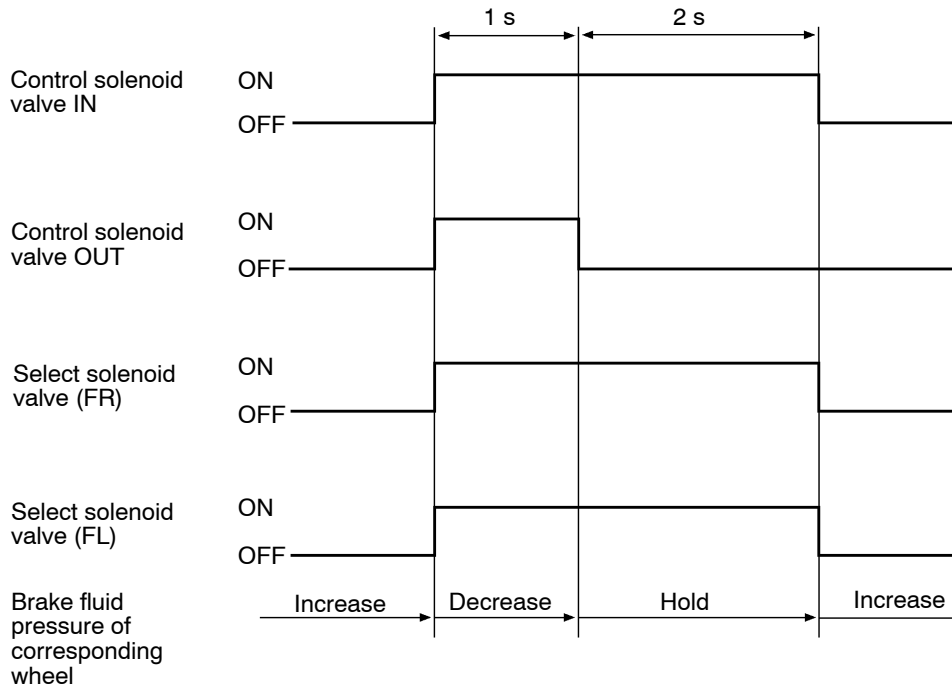 1 s
2 s
Control solenoid
valve IN
ON
OFF
Control solenoid
valve OUT
ON
OFF
Select solenoid
valve (FR)
ON
OFF
Select solenoid
valve (FL)
ON
OFF
Brake fluid
pressure of
corresponding
wheel
Increase
Decrease
Hold
Increase